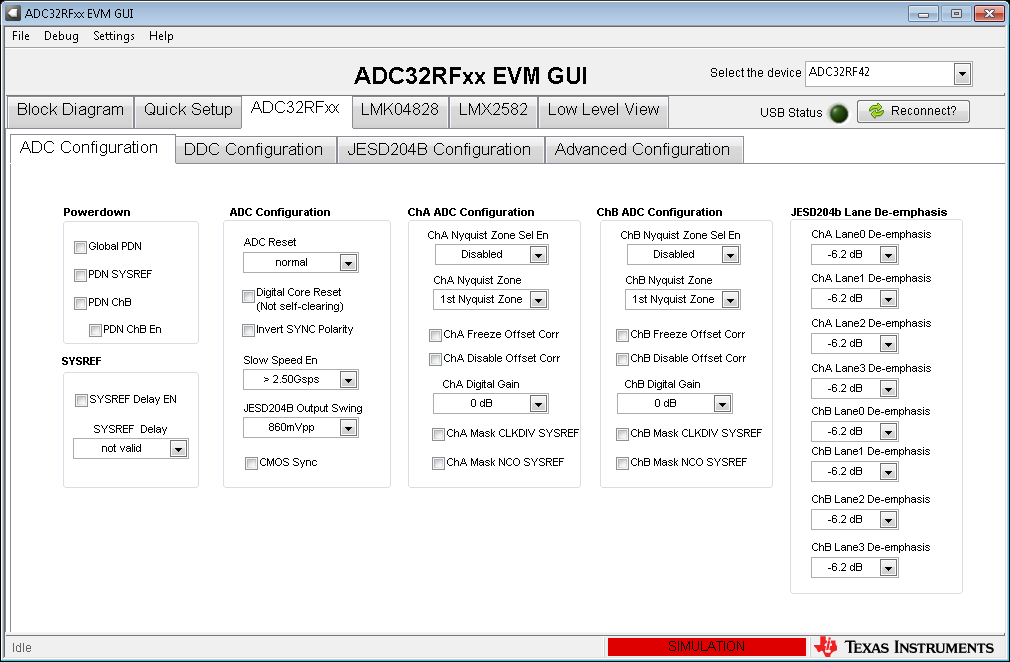 ADC32RFxx EVM GUI
File Debug Settings Help
ADC32RFxx EVM GUI
Select the device ADC32RF42
Block Diagram Quick Setup ADC32RFxx LMK04828 LMX2582 Low Level View
USB Status Reconnect?
ADC Configuration DDC Configuration JESD204B Configuration Advanced Configuration
Powerdown
Global PDN
PDN SYSREF
PDN ChB
PDN ChB En
SYSREF
SYSREF Delay EN
SYSREF Delay
not valid
ADC Configuration
ADC Reset
normal
Digital Core Reset
(Not self-clearing)
Invert SYNC Polarity
Slow Speed En
> 2.50Gsps
JESD204B Output Swing
860mVpp
CMOS Sync
ChA ADC Configuration
ChA Nyquist Zone Sel En
Disabled
ChA Nyquist Zone
1st Nyquist Zone
ChA Freeze Offset Corr
ChA Disable Offset Corr
ChA Digital Gain
0 dB
ChA Mask CLKDIV SYSREF
ChA Mask NCO SYSREF
ChB ADC Configuration
ChB Nyquist Zone Sel En
Disabled
ChB Nyquist Zone
1st Nyquist Zone
ChB Freeze Offset Corr
ChB Disable Offset Corr
ChB Digital Gain
0 dB
ChB Mask CLKDIV SYSREF
ChB Mask NCO SYSREF
JESD204b Lane De-emphasis
ChA Lane0 De-emphasis
-6.2 dB
ChA Lane1 De-emphasis
-6.2 dB
ChA Lane2 De-emphasis
-6.2 dB
ChA Lane3 De-emphasis
-6.2 dB
ChB Lane0 De-emphasis
-6.2 dB
ChB Lane1 De-emphasis
-6.2 dB
ChB Lane2 De-emphasis
-6.2 dB
ChB Lane3 De-emphasis
-6.2 dB
Idle
SIMULATION
TEXAS INSTRUMENTS